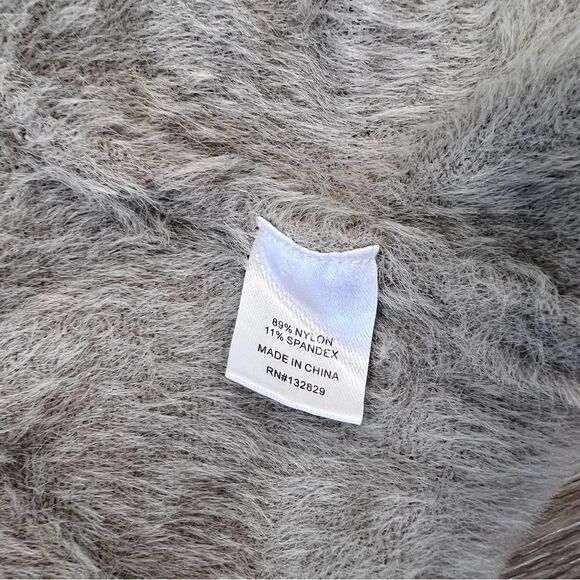 89% NYLON
11% SPANDEX
MADE IN CHINA
RN#132829